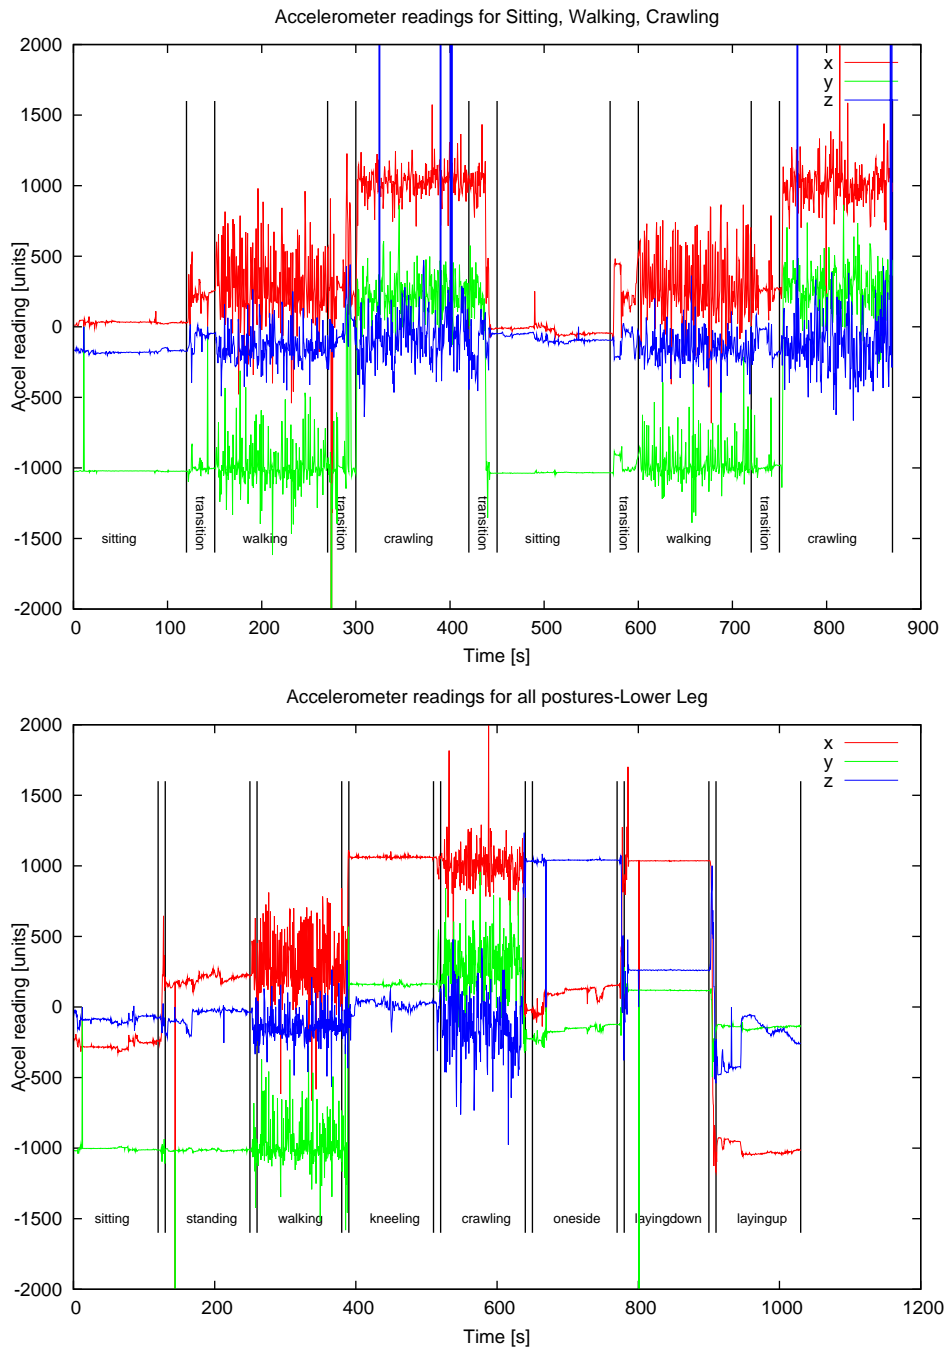 Accelerometer readings for Sitting, Walking, Crawling
2000
1500
1000
500
0
-500
-1000
-1500
-2000
Accel reading [units]
x
y
z
sitting
transition
walking
transition
crawling
transition
sitting
transition
walking
transition
crawling
0 100 200 300 400 500 600 700 800 900
Time [s]
Accelerometer readings for all postures-Lower Leg
2000
1500
1000
500
0
-500
-1000
-1500
-2000
Accel reading [units]
x
y
z
sitting standing walking kneeling crawling oneside layingdown layingup
0 200 400 600 800 1000 1200
Time [s]